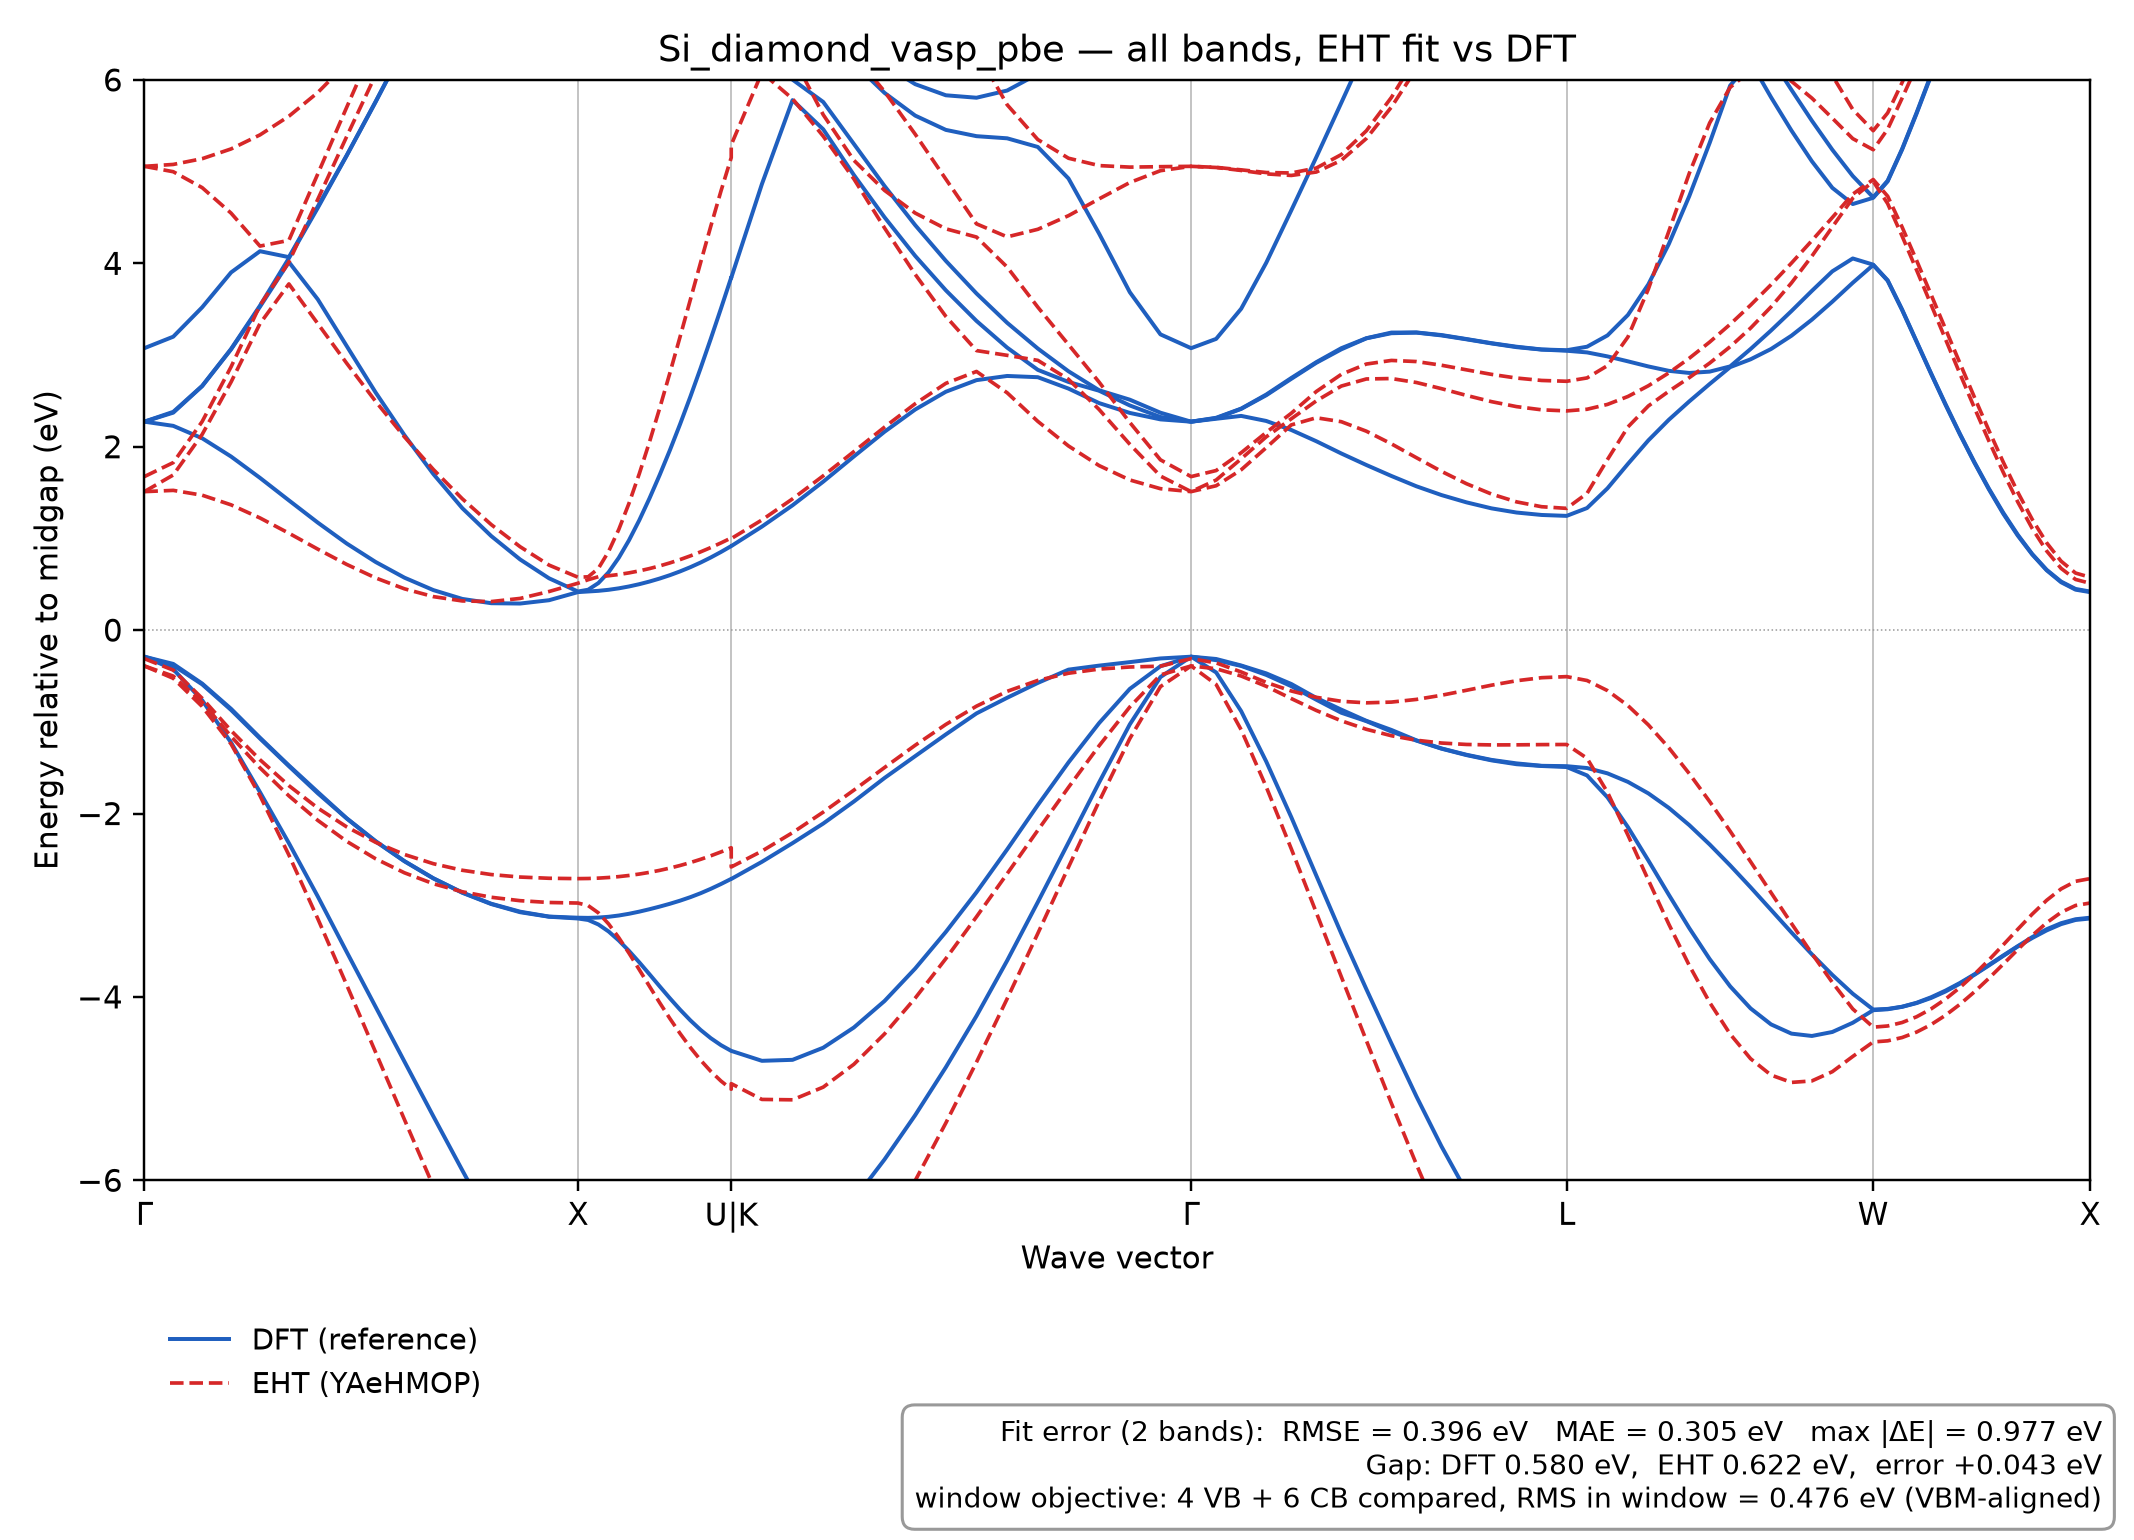 Si_diamond_vasp_pbe — all bands, EHT fit vs DFT
Energy relative to midgap (eV)
6
4
2
0
−2
−4
−6
Γ X U|K Γ L W X
Wave vector
DFT (reference)
EHT (YAeHMOP)
Fit error (2 bands): RMSE = 0.396 eV MAE = 0.305 eV max |ΔE| = 0.977 eV
Gap: DFT 0.580 eV, EHT 0.622 eV, error +0.043 eV
window objective: 4 VB + 6 CB compared, RMS in window = 0.476 eV (VBM-aligned)